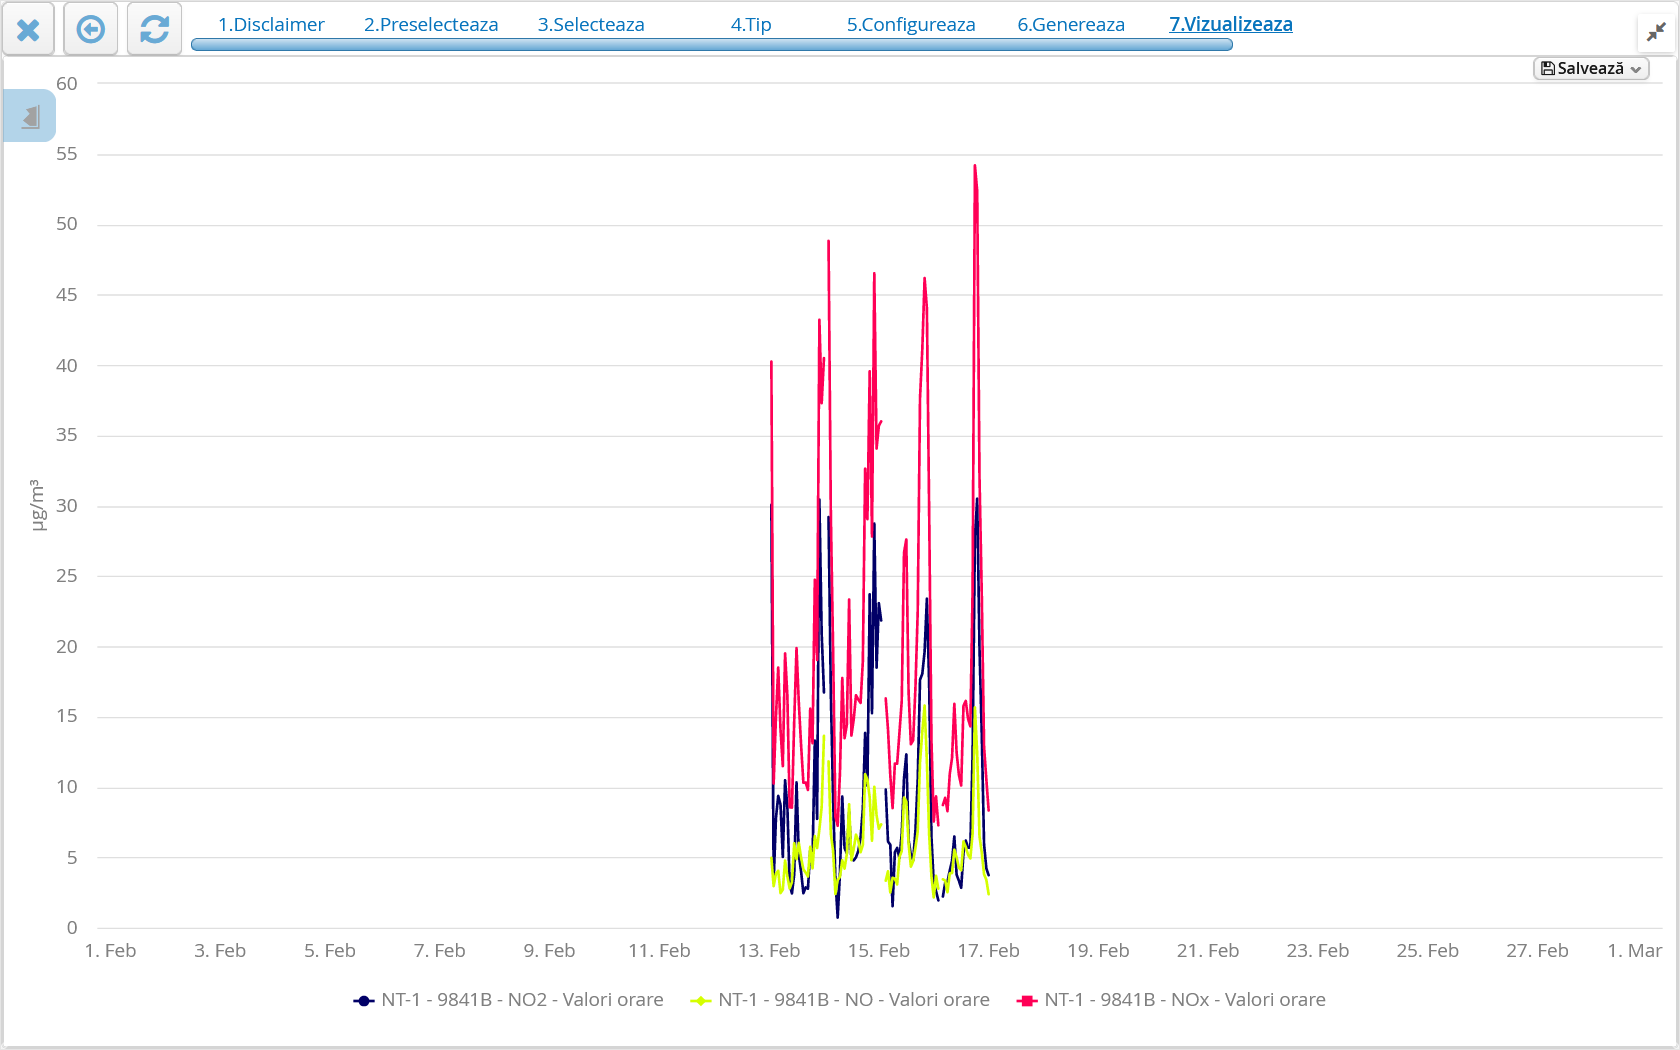 1.Disclaimer 2.Preselecteaza 3.Selecteaza 4.Tip 5.Configureaza 6.Genereaza 7.Vizualizeaza
Salvează
60
55
50
45
40
35
30
25
20
15
10
5
0
µg/m³
1. Feb 3. Feb 5. Feb 7. Feb 9. Feb 11. Feb 13. Feb 15. Feb 17. Feb 19. Feb 21. Feb 23. Feb 25. Feb 27. Feb 1. Mar
NT-1 - 9841B - NO2 - Valori orare NT-1 - 9841B - NO - Valori orare NT-1 - 9841B - NOx - Valori orare